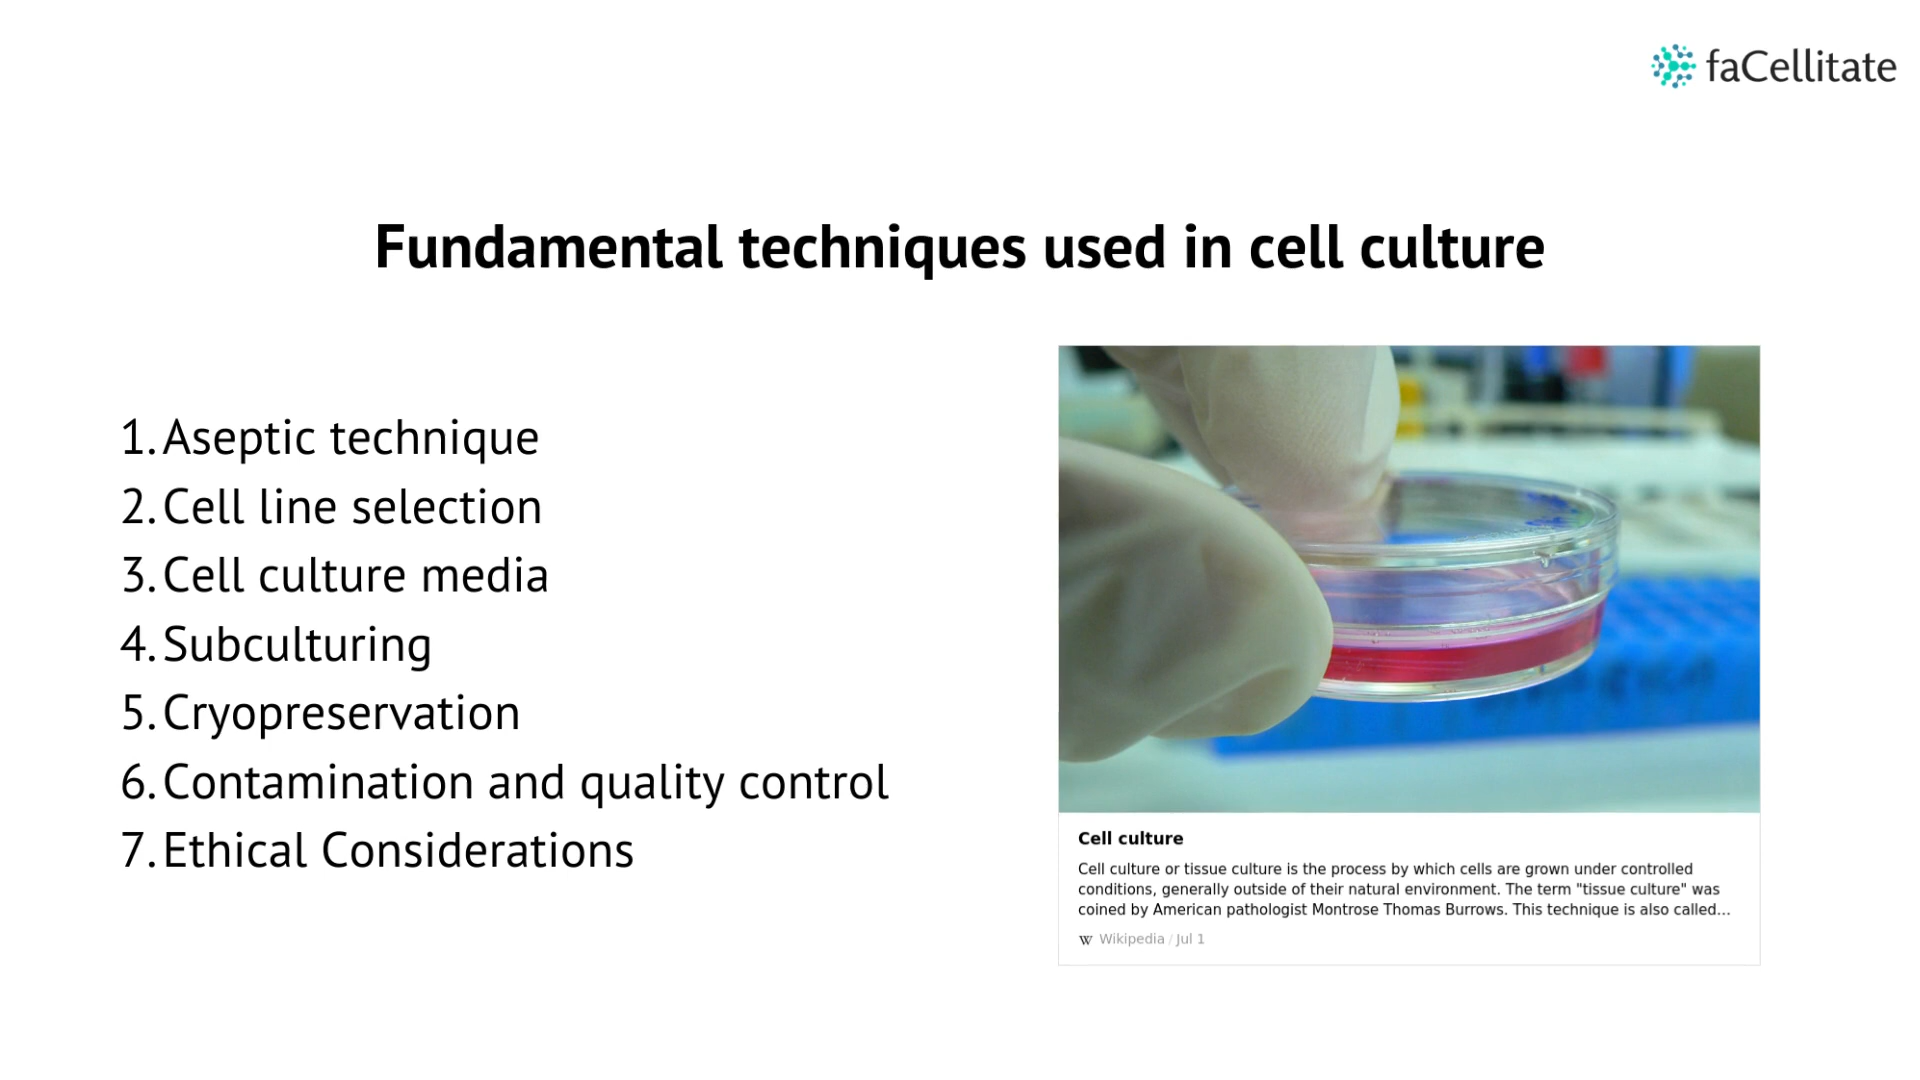 faCellitate
Fundamental techniques used in cell culture
1. Aseptic technique
2. Cell line selection
3. Cell culture media
4. Subculturing
5. Cryopreservation
6. Contamination and quality control
7. Ethical Considerations
Cell culture
Cell culture or tissue culture is the process by which cells are grown under controlled
conditions, generally outside of their natural environment. The term "tissue culture" was
coined by American pathologist Montrose Thomas Burrows. This technique is also called...
W Wikipedia / Jul 1